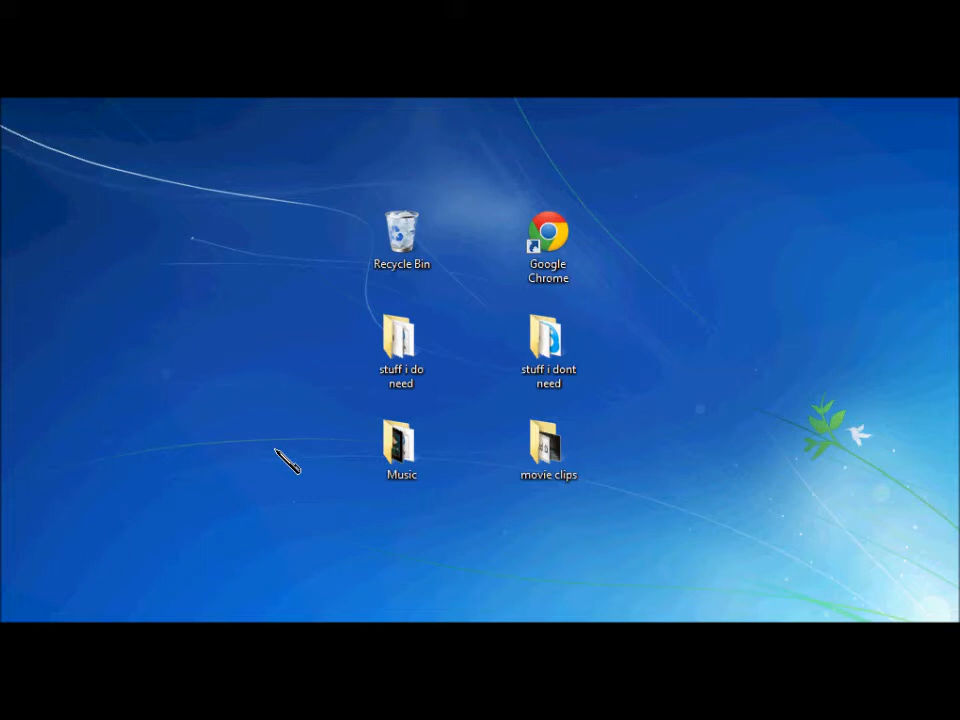 Recycle Bin
Google
Chrome
stuff i do
need
stuff i dont
need
Music
movie clips